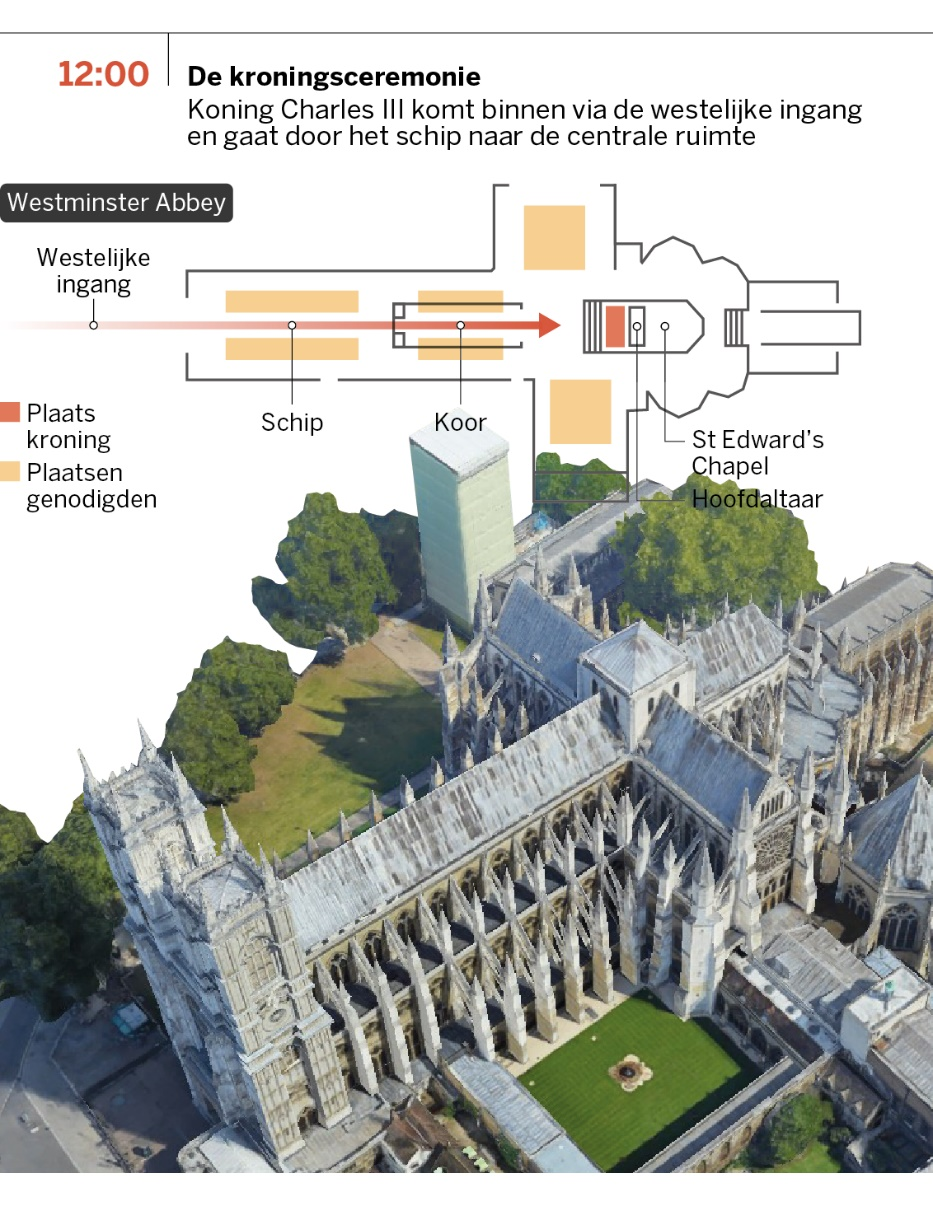 12:00
De kroningsceremonie
Koning Charles III komt binnen via de westelijke ingang
en gaat door het schip naar de centrale ruimte
Westminster Abbey
Westelijke
ingang
Schip
Koor
Plaats
kroning
Plaatsen
genodigden
St Edward's
Chapel
Hoofdaltaar